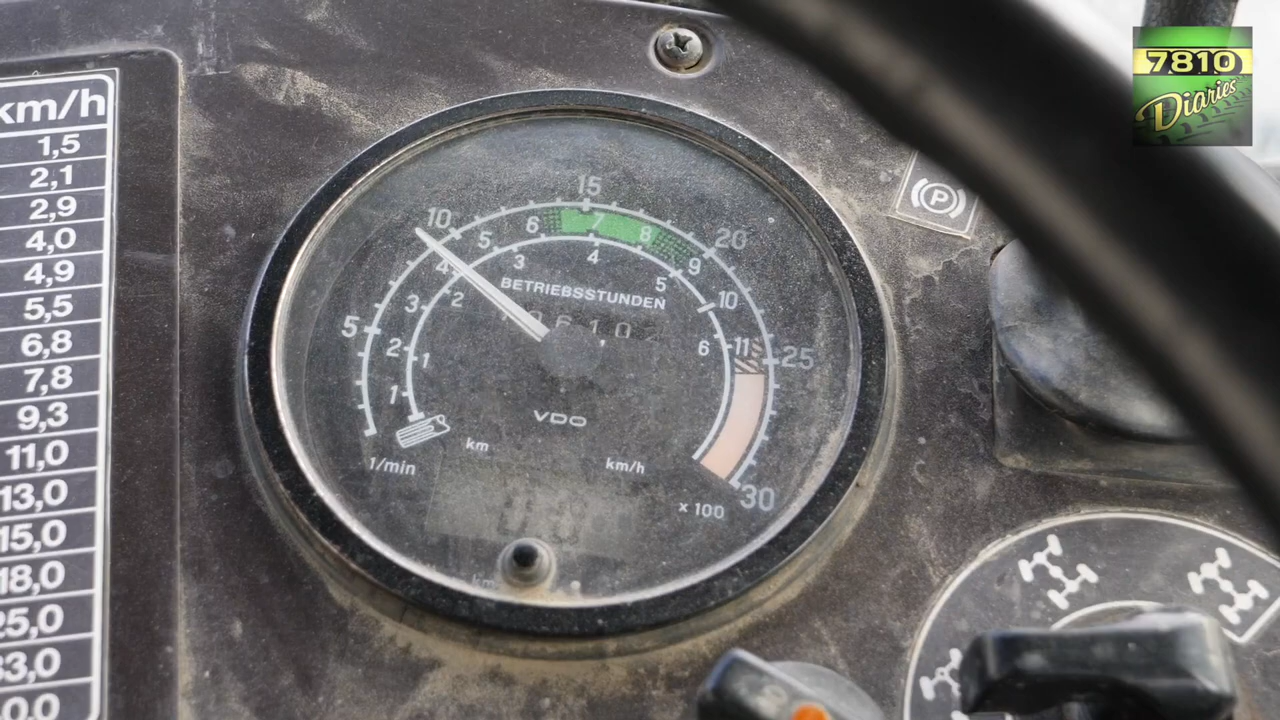 km/h
1,5
2,1
2,9
4,0
4,9
5,5
6,8
7,8
9,3
11,0
13,0
15,0
18,0
25,0
7810
Diaries
P
5 10 15 20 25 30
1 2 3 4 5 6 7 8 9 10 11
1 2 3 4 5 6
BETRIEBSSTUNDEN
VDO
km
km/h
1/min
x 100